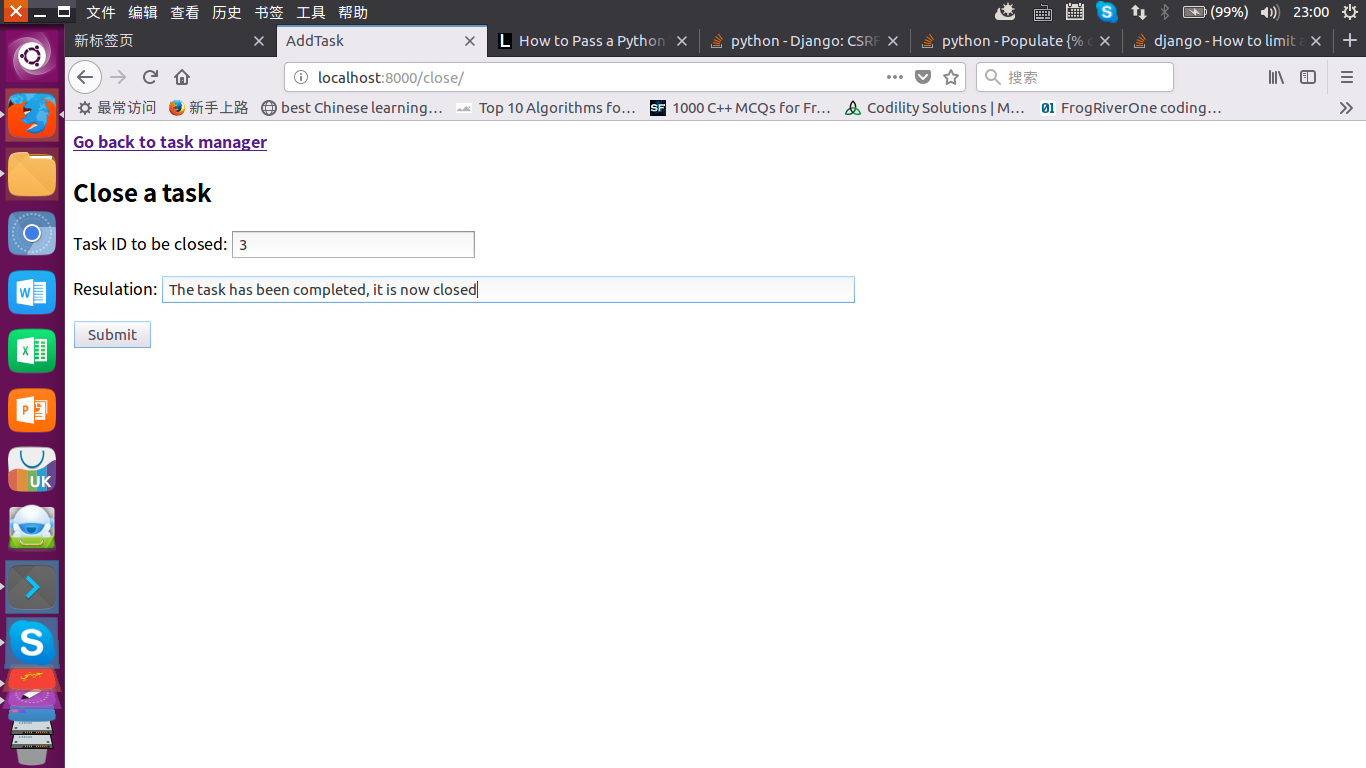 文件 编辑 查看 历史 书签 工具 帮助 (99%) 23:00
新标签页 AddTask How to Pass a Python python - Django: CSRF python - Populate {% django - How to limit
localhost:8000/close/ 搜索
最常访问 新手上路 best Chinese learning… Top 10 Algorithms fo… SF 1000 C++ MCQs for Fr… Codility Solutions | M… 01 FrogRiverOne coding…
Go back to task manager
Close a task
Task ID to be closed: 3
Resulation: The task has been completed, it is now closed
Submit
W
X
P
UK
S